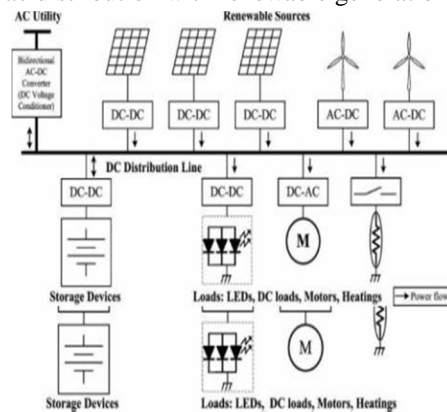 AC Utility
Renewable Sources
Bidirectional
AC-DC
Converter
(DC Voltage
Conditioner)
DC-DC
DC-DC
DC-DC
AC-DC
AC-DC
DC Distribution Line
DC-DC
DC-DC
DC-AC
M
Storage Devices
Loads: LEDs, DC loads, Motors, Heatings
Power flow
M
Storage Devices
Loads: LEDs, DC loads, Motors, Heatings